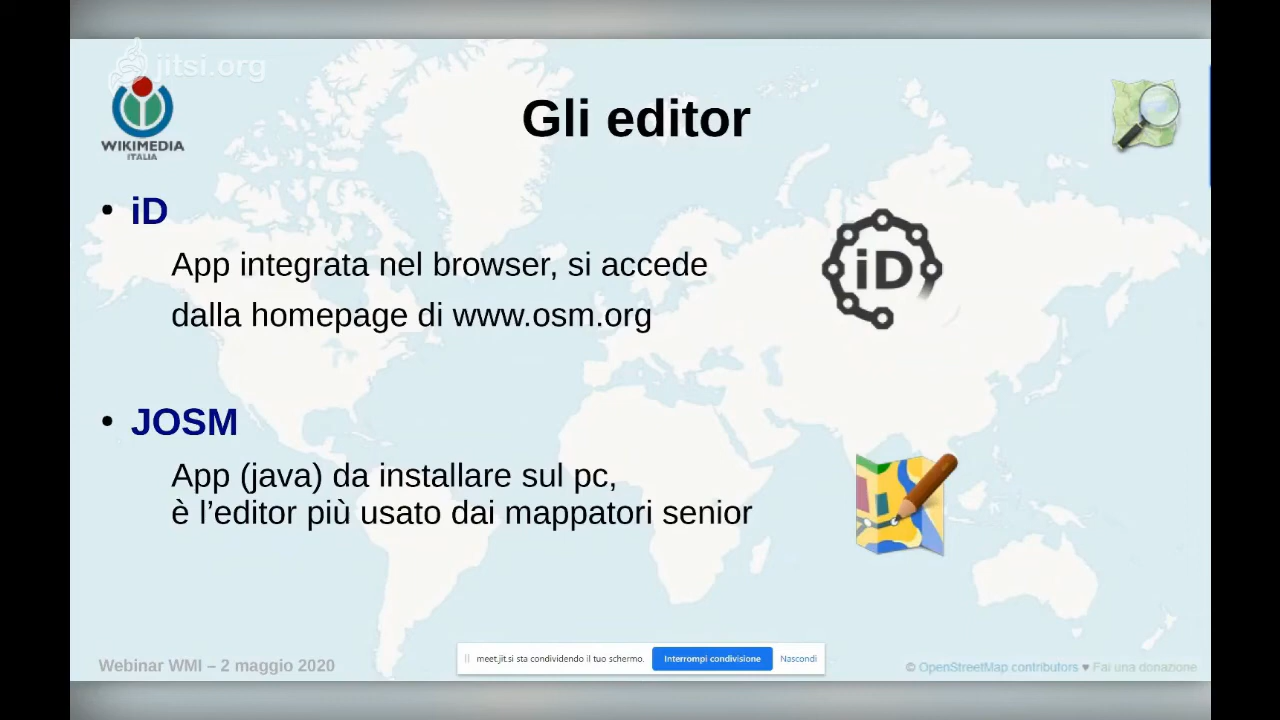 jitsi.org
WIKIMEDIA
ITALIA
Gli editor
• iD
App integrata nel browser, si accede
dalla homepage di www.osm.org
iD
• JOSM
App (java) da installare sul pc,
è l’editor più usato dai mappatori senior
Webinar WMI – 2 maggio 2020
meet.jit.si sta condividendo il tuo schermo. Interrompi condivisione Nascondi
© OpenStreetMap contributors ♥ Fai una donazione